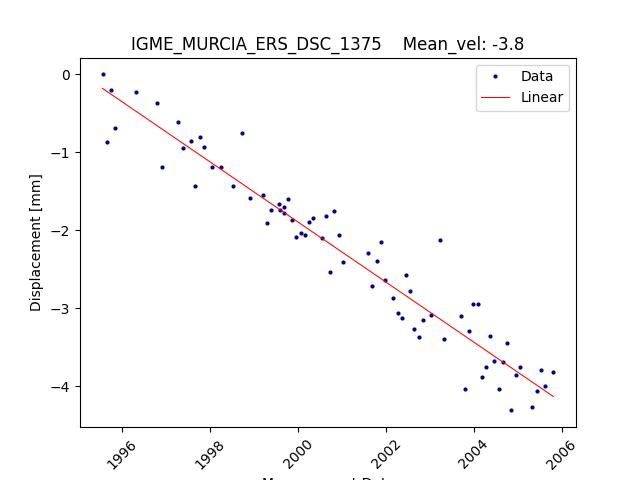 IGME_MURCIA_ERS_DSC_1375    Mean_vel: -3.8
Data
Linear
Displacement [mm]
0
−1
−2
−3
−4
1996
1998
2000
2002
2004
2006